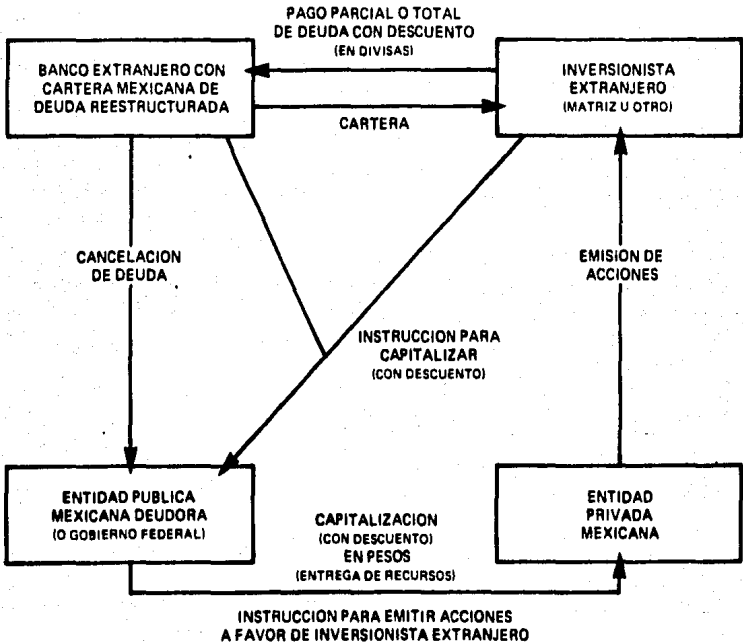 PAGO PARCIAL O TOTAL
DE DEUDA CON DESCUENTO
(EN DIVISAS)
BANCO EXTRANJERO CON
CARTERA MEXICANA DE
DEUDA REESTRUCTURADA
INVERSIONISTA
EXTRANJERO
(MATRIZ U OTRO)
CARTERA
CANCELACION
DE DEUDA
EMISION DE
ACCIONES
INSTRUCCION PARA
CAPITALIZAR
(CON DESCUENTO)
ENTIDAD PUBLICA
MEXICANA DEUDORA
(O GOBIERNO FEDERAL)
CAPITALIZACION
(CON DESCUENTO)
EN PESOS
(ENTREGA DE RECURSOS)
ENTIDAD
PRIVADA
MEXICANA
INSTRUCCION PARA EMITIR ACCIONES
A FAVOR DE INVERSIONISTA EXTRANJERO